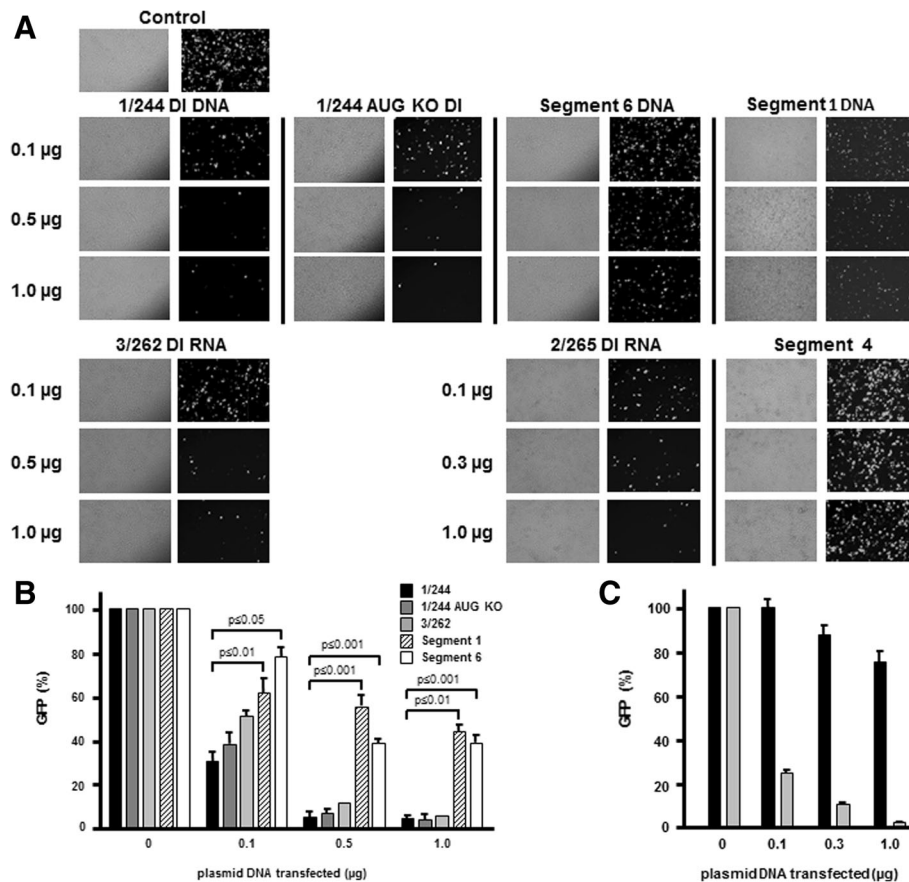 A
Control
1/244 DI DNA
1/244 AUG KO DI
Segment 6 DNA
Segment 1 DNA
0.1 µg
0.5 µg
1.0 µg
3/262 DI RNA
2/265 DI RNA
Segment 4
0.1 µg
0.1 µg
0.5 µg
0.3 µg
1.0 µg
1.0 µg
B
1/244
1/244 AUG KO
3/262
Segment 1
Segment 6
GFP (%)
100
80
60
40
20
0
p≤0.05
p≤0.01
p≤0.001
p≤0.001
p≤0.001
p≤0.01
0 0.1 0.5 1.0
plasmid DNA transfected (µg)
C
GFP (%)
100
80
60
40
20
0
0 0.1 0.3 1.0
plasmid DNA transfected (µg)